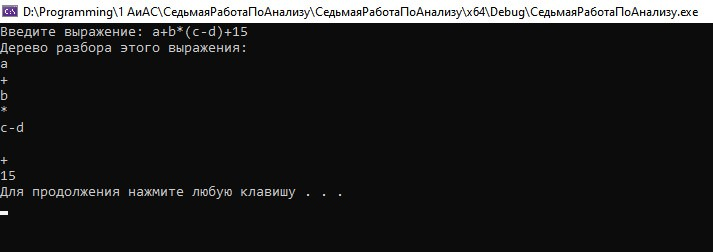 D:\Programming\1 АиАС\СедьмаяРаботаПоАнализу\СедьмаяРаботаПоАнализу\x64\Debug\СедьмаяРаботаПоАнализу.exe
Введите выражение: a+b*(c-d)+15
Дерево разбора этого выражения:
a
+
b
*
c-d
+
15
Для продолжения нажмите любую клавишу . . .